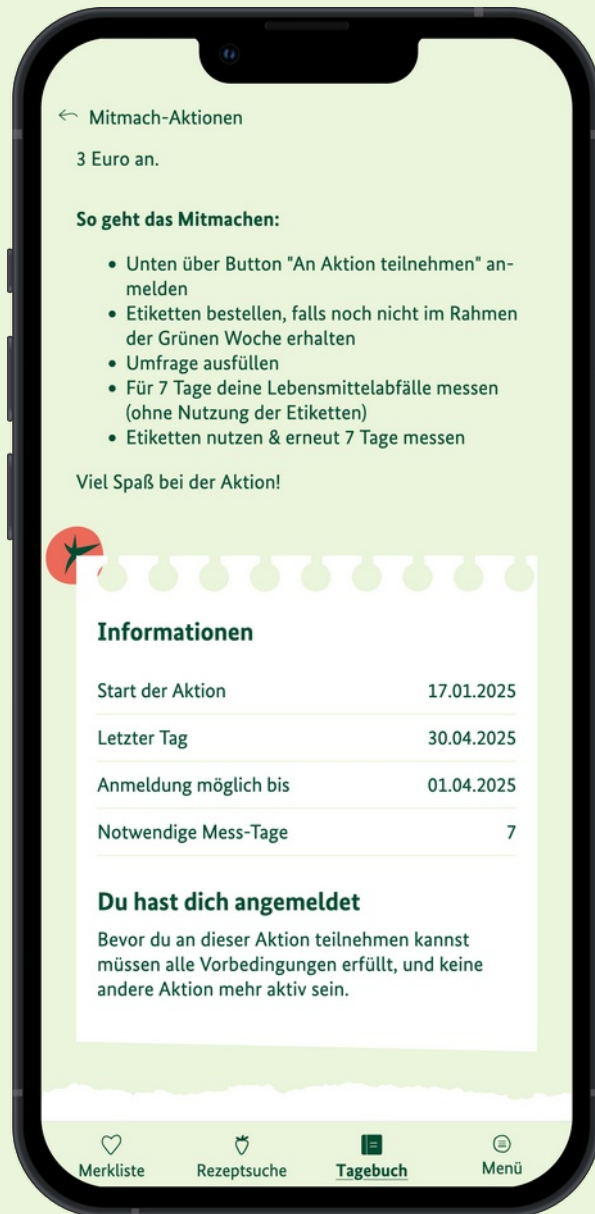 Mitmach-Aktionen
3 Euro an.
So geht das Mitmachen:
• Unten über Button "An Aktion teilnehmen" an-
melden
• Etiketten bestellen, falls noch nicht im Rahmen
der Grünen Woche erhalten
• Umfrage ausfüllen
• Für 7 Tage deine Lebensmittelabfälle messen
(ohne Nutzung der Etiketten)
• Etiketten nutzen & erneut 7 Tage messen
Viel Spaß bei der Aktion!
Informationen
Start der Aktion 17.01.2025
Letzter Tag 30.04.2025
Anmeldung möglich bis 01.04.2025
Notwendige Mess-Tage 7
Du hast dich angemeldet
Bevor du an dieser Aktion teilnehmen kannst
müssen alle Vorbedingungen erfüllt, und keine
andere Aktion mehr aktiv sein.
Merkliste Rezeptsuche Tagebuch Menü